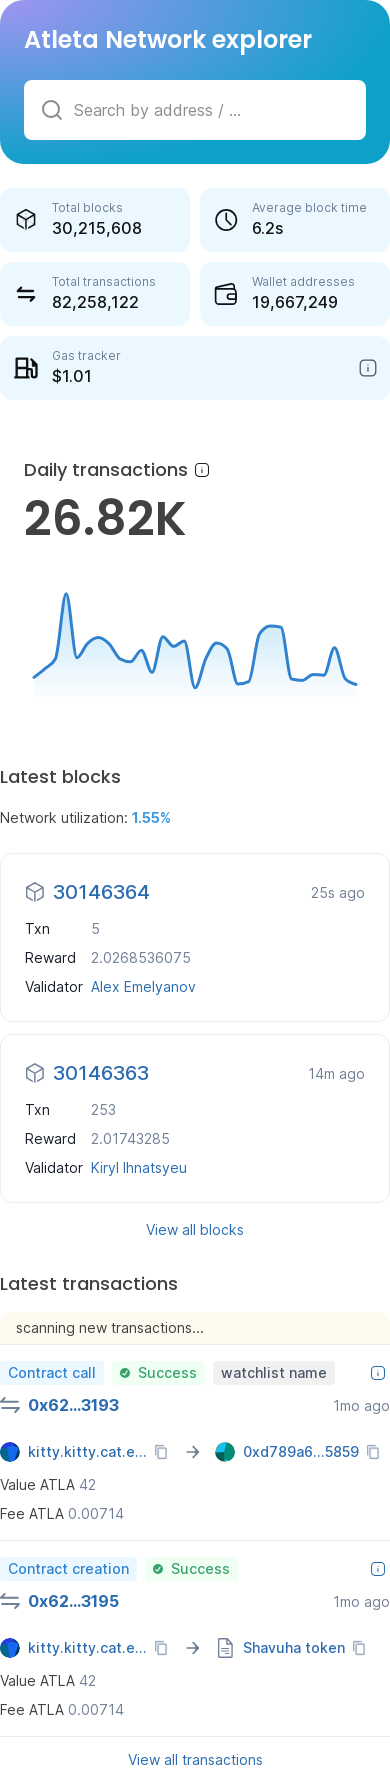 Atleta Network explorer
Search by address / ...
Total blocks
30,215,608
Average block time
6.2s
Total transactions
82,258,122
Wallet addresses
19,667,249
Gas tracker
$1.01
Daily transactions
26.82K
Latest blocks
Network utilization: 1.55%
30146364 25s ago
Txn 5
Reward 2.0268536075
Validator Alex Emelyanov
30146363 14m ago
Txn 253
Reward 2.01743285
Validator Kiryl Ihnatsyeu
View all blocks
Latest transactions
scanning new transactions...
Contract call Success watchlist name
0x62...3193 1mo ago
kitty.kitty.cat.e... 0xd789a6...5859
Value ATLA 42
Fee ATLA 0.00714
Contract creation Success
0x62...3195 1mo ago
kitty.kitty.cat.e... Shavuha token
Value ATLA 42
Fee ATLA 0.00714
View all transactions